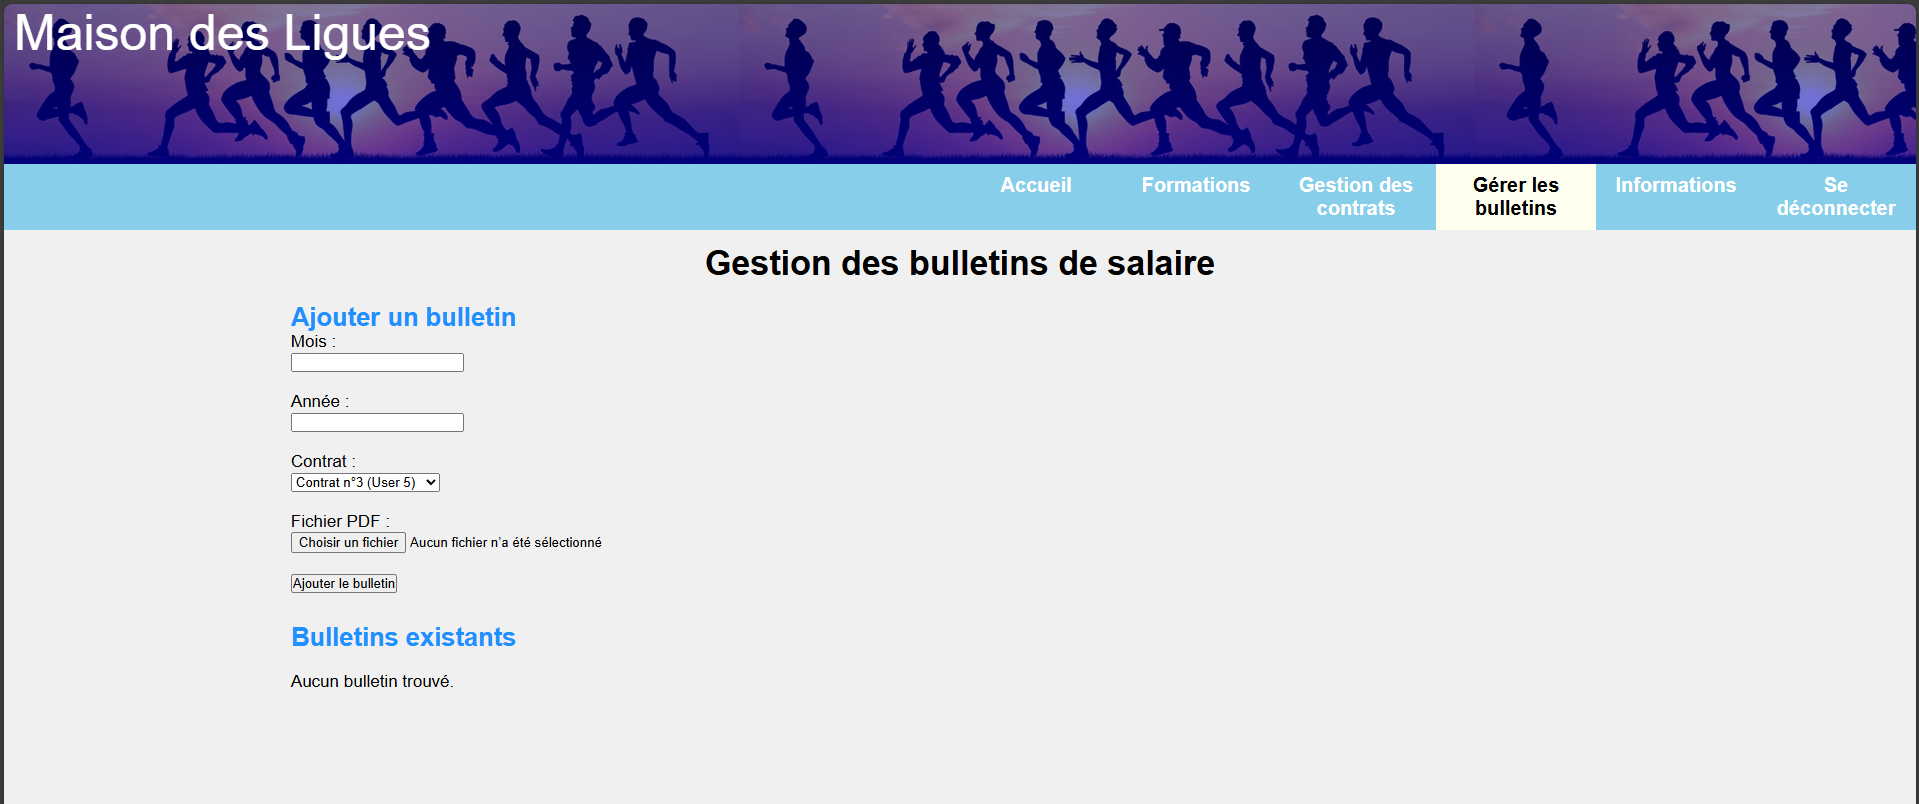 Maison des Ligues
Accueil
Formations
Gestion des
contrats
Gérer les
bulletins
Informations
Se
déconnecter
Gestion des bulletins de salaire
Ajouter un bulletin
Mois :
Année :
Contrat :
Contrat n°3 (User 5)
Fichier PDF :
Choisir un fichier Aucun fichier n’a été sélectionné
Ajouter le bulletin
Bulletins existants
Aucun bulletin trouvé.